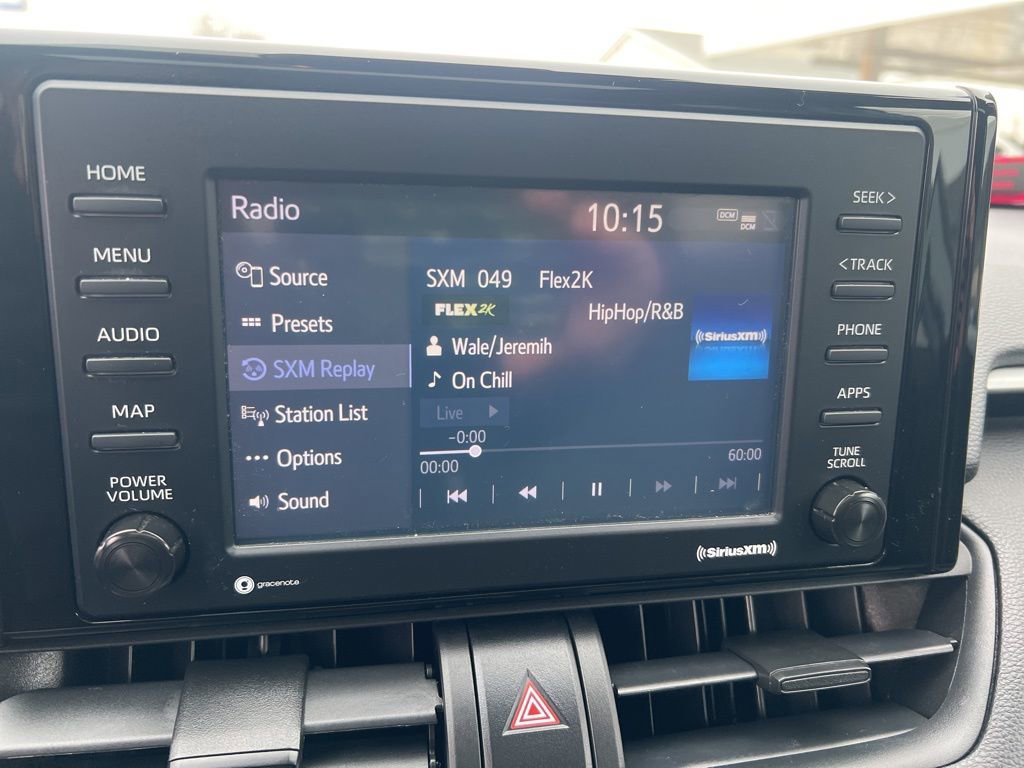 HOME
MENU
AUDIO
MAP
POWER
VOLUME
Radio
10:15
DCM
DCM
Source
Presets
SXM Replay
Station List
Options
Sound
SXM 049 Flex2K
FLEX2K
HipHop/R&B
((SiriusXM))
Wale/Jeremih
On Chill
Live
-0:00
00:00
60:00
SEEK >
< TRACK
PHONE
APPS
TUNE
SCROLL
gracenote
((SiriusXM))